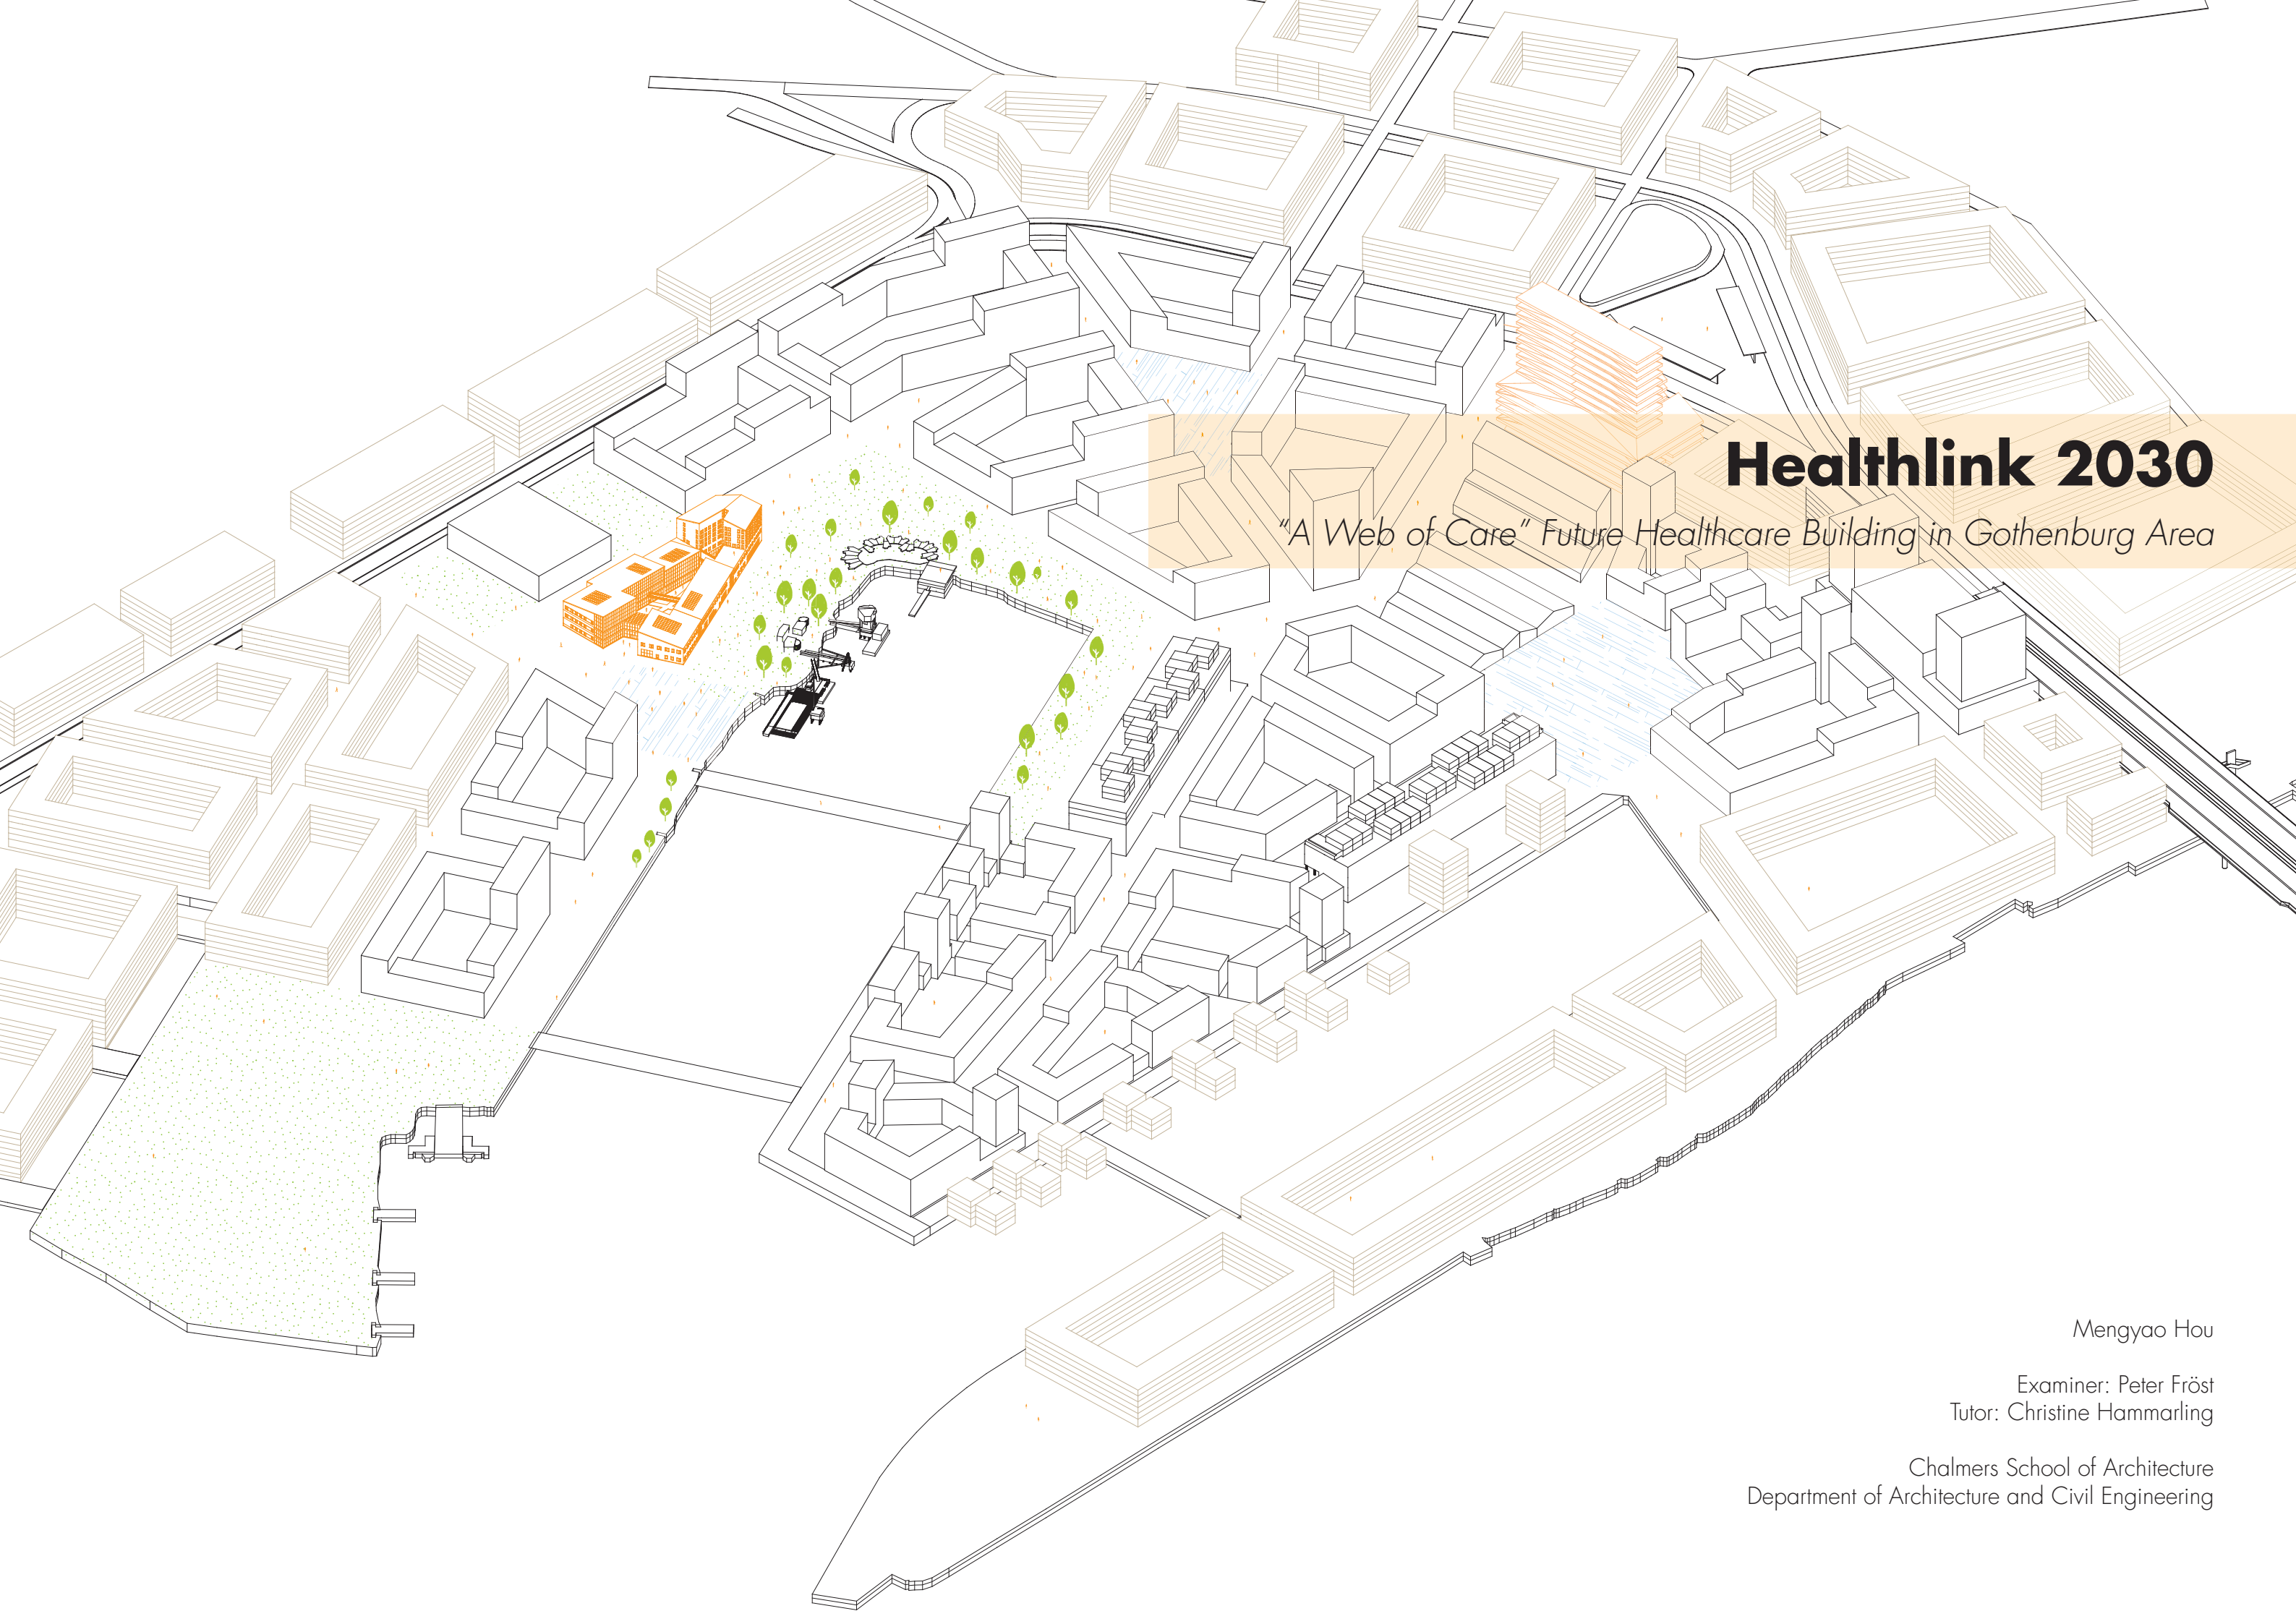 Healthlink 2030
“A Web of Care” Future Healthcare Building in Gothenburg Area
Mengyao Hou
Examiner: Peter Fröst
Tutor: Christine Hammarling
Chalmers School of Architecture
Department of Architecture and Civil Engineering